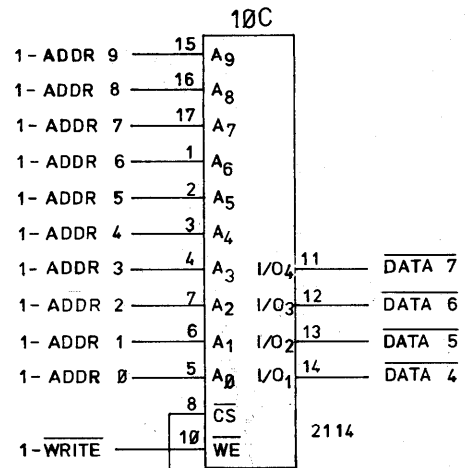 10C
1- ADDR 9 15 A9
1- ADDR 8 16 A8
1- ADDR 7 17 A7
1- ADDR 6 1 A6
1- ADDR 5 2 A5
1- ADDR 4 3 A4
1- ADDR 3 4 A3 I/O4 11 DATA 7
1- ADDR 2 7 A2 I/O3 12 DATA 6
1- ADDR 1 6 A1 I/O2 13 DATA 5
1- ADDR 0 5 A0 I/O1 14 DATA 4
8 CS
1-WRITE 10 WE 2114